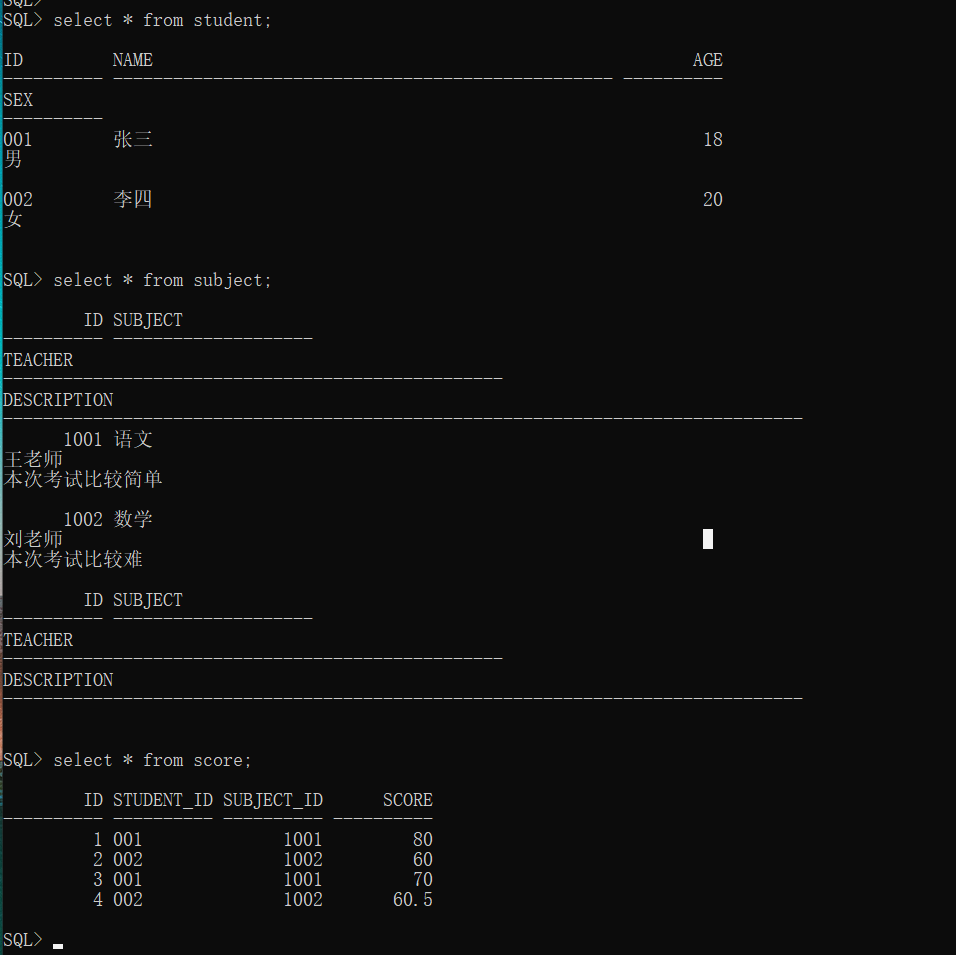 SQL>
SQL> select * from student;
ID         NAME                                                      AGE
---------- -------------------------------------------------- ----------
SEX
----------
001        张三                                                       18
男
002        李四                                                       20
女
SQL> select * from subject;
        ID SUBJECT
---------- --------------------
TEACHER
--------------------------------------------------
DESCRIPTION
--------------------------------------------------------------------------------
      1001 语文
王老师
本次考试比较简单
      1002 数学
刘老师
本次考试比较难
        ID SUBJECT
---------- --------------------
TEACHER
--------------------------------------------------
DESCRIPTION
--------------------------------------------------------------------------------
SQL> select * from score;
        ID STUDENT_ID SUBJECT_ID      SCORE
---------- ---------- ---------- ----------
         1 001              1001         80
         2 002              1002         60
         3 001              1001         70
         4 002              1002       60.5
SQL>